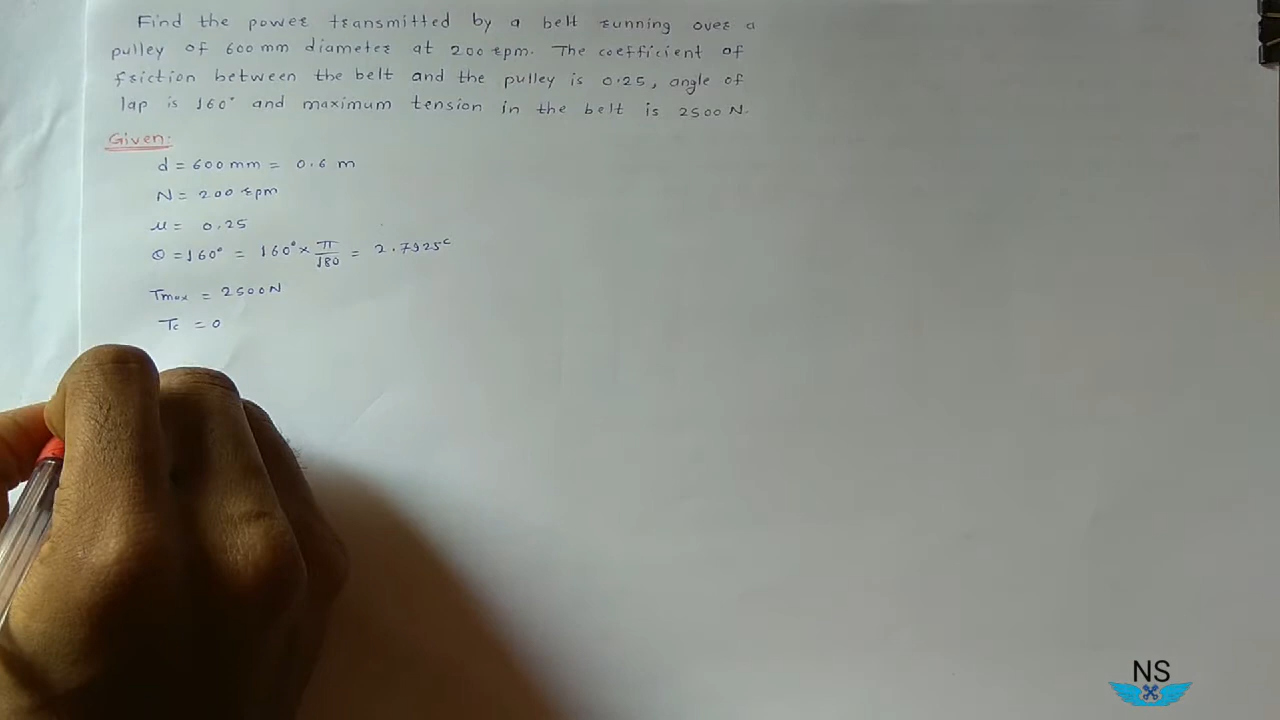 Find the power transmitted by a belt running over a
pulley of 600 mm diameter at 200 rpm. The coefficient of
friction between the belt and the pulley is 0.25, angle of
lap is 160° and maximum tension in the belt is 2500 N.
Given:
d = 600 mm = 0.6 m
N = 200 rpm
μ = 0.25
θ = 160° = 160° × π/180 = 2.7925ᶜ
Tmax = 2500N
Tc = 0
NS